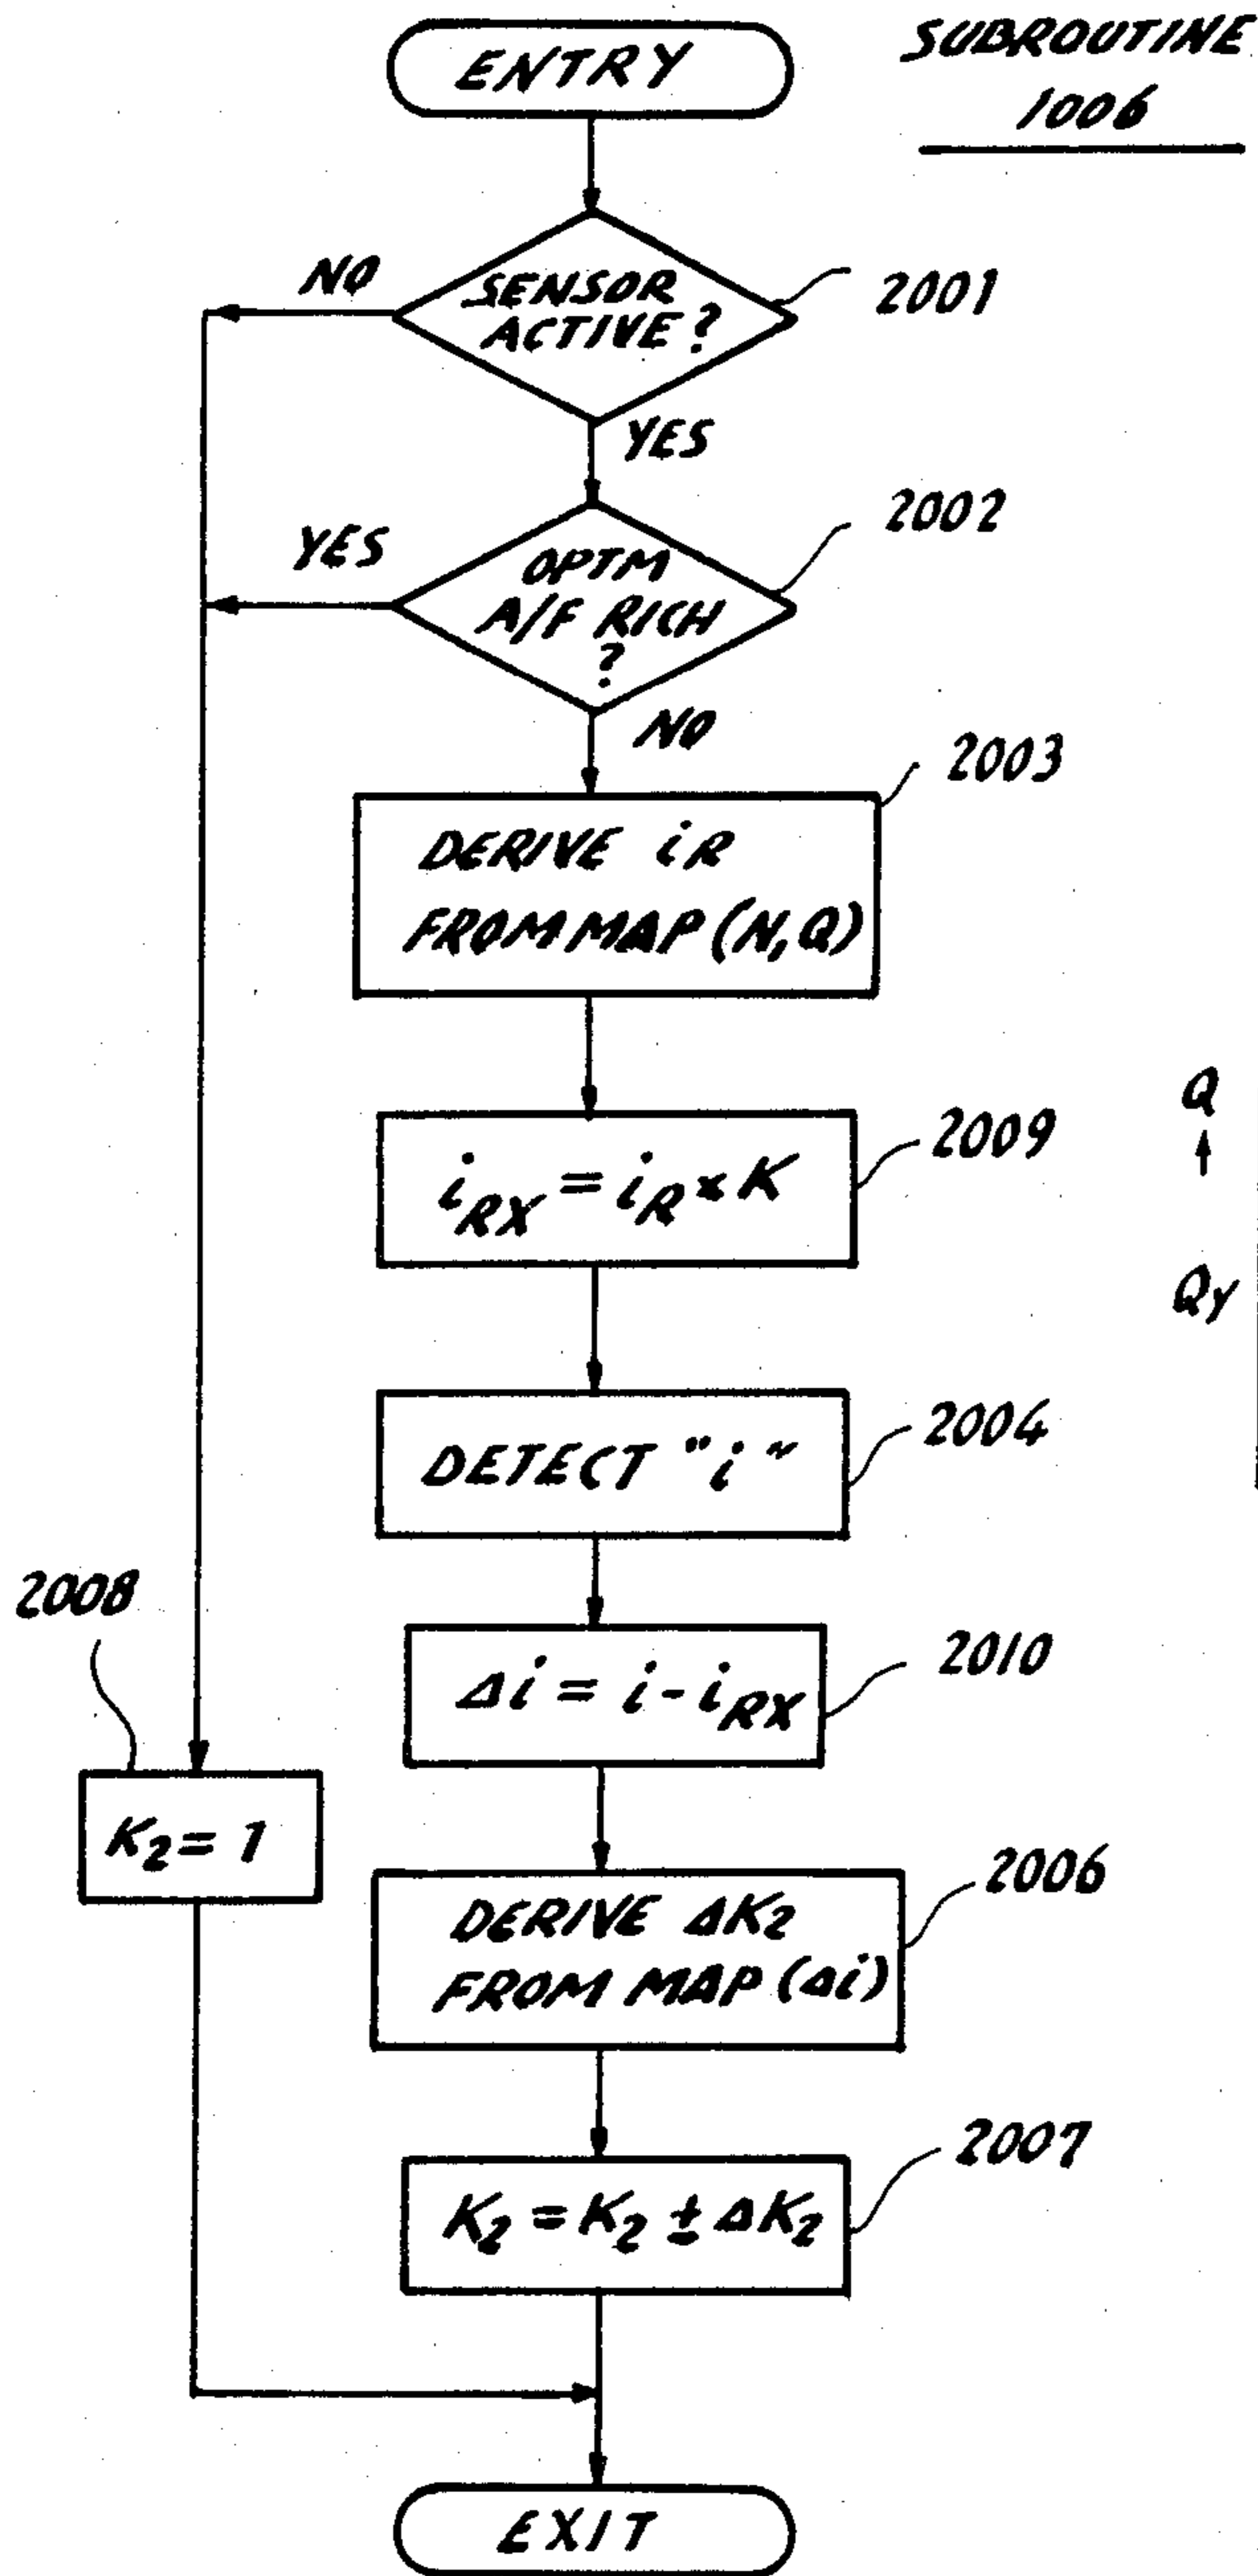 SUBROUTINE
1006
ENTRY
SENSOR
ACTIVE?
2001
NO
YES
OPTM
A/F RICH
?
2002
YES
NO
2003
DERIVE iR
FROM MAP (N,Q)
2009
iRX = iR × K
Q
↑
QY
2004
DETECT "i"
2010
Δi = i - iRX
2008
K2 = 1
2006
DERIVE ΔK2
FROM MAP (Δi)
2007
K2 = K2 ± ΔK2
EXIT